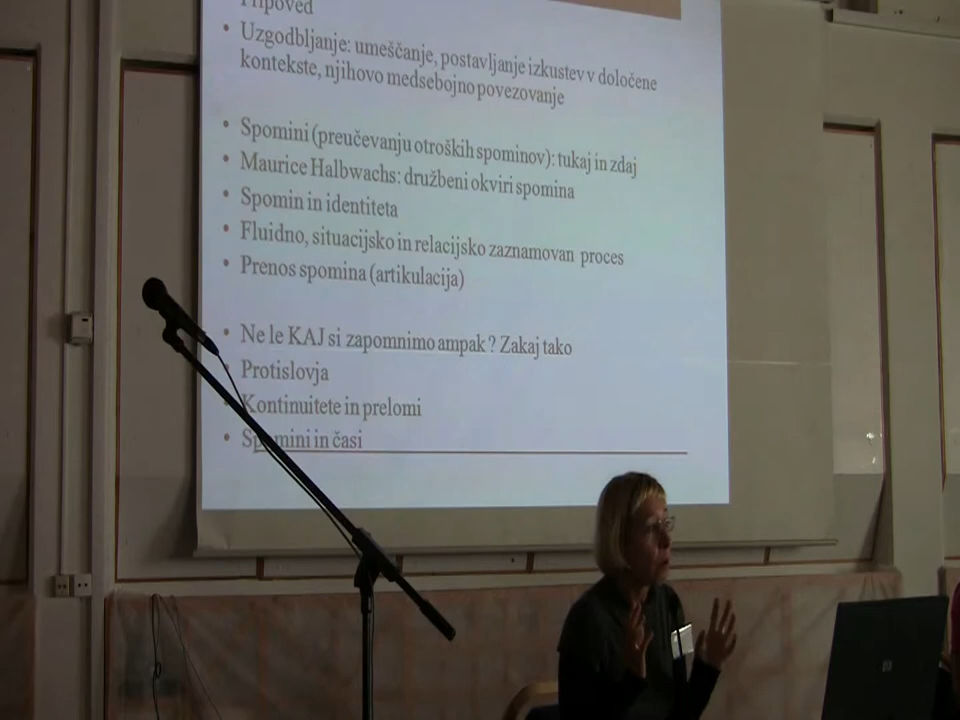 Pripoved
• Uzgodbljanje: umeščanje, postavljanje izkustev v določene
kontekste, njihovo medsebojno povezovanje
• Spomini (preučevanju otroških spominov): tukaj in zdaj
• Maurice Halbwachs: družbeni okviri spomina
• Spomin in identiteta
• Fluidno, situacijsko in relacijsko zaznamovan proces
• Prenos spomina (artikulacija)
• Ne le KAJ si zapomnimo ampak ? Zakaj tako
• Protislovja
• Kontinuitete in prelomi
• Spomini in časi
hp